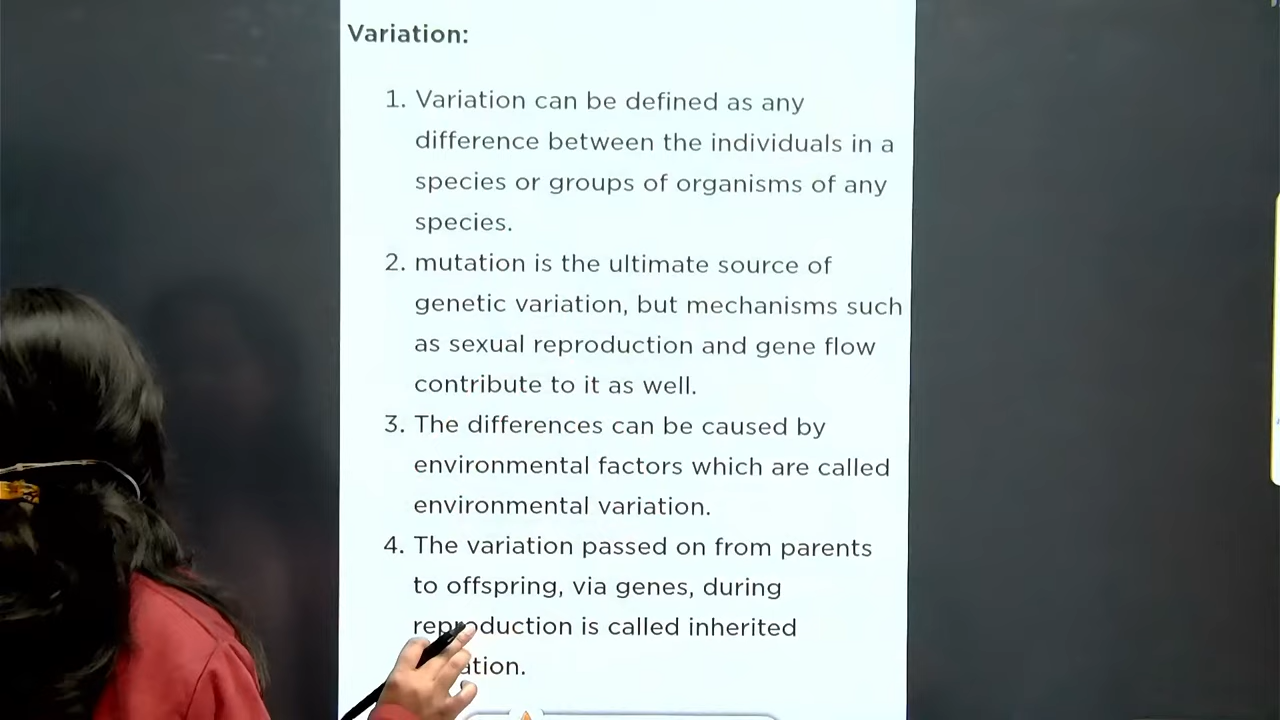 Variation:
1. Variation can be defined as any
difference between the individuals in a
species or groups of organisms of any
species.
2. mutation is the ultimate source of
genetic variation, but mechanisms such
as sexual reproduction and gene flow
contribute to it as well.
3. The differences can be caused by
environmental factors which are called
environmental variation.
4. The variation passed on from parents
to offspring, via genes, during
reproduction is called inherited